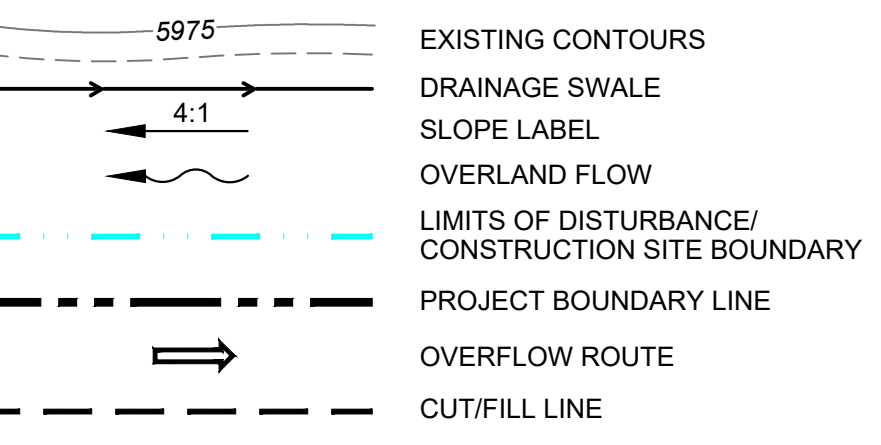 5975 EXISTING CONTOURS
DRAINAGE SWALE
4:1 SLOPE LABEL
OVERLAND FLOW
LIMITS OF DISTURBANCE/
CONSTRUCTION SITE BOUNDARY
PROJECT BOUNDARY LINE
OVERFLOW ROUTE
CUT/FILL LINE